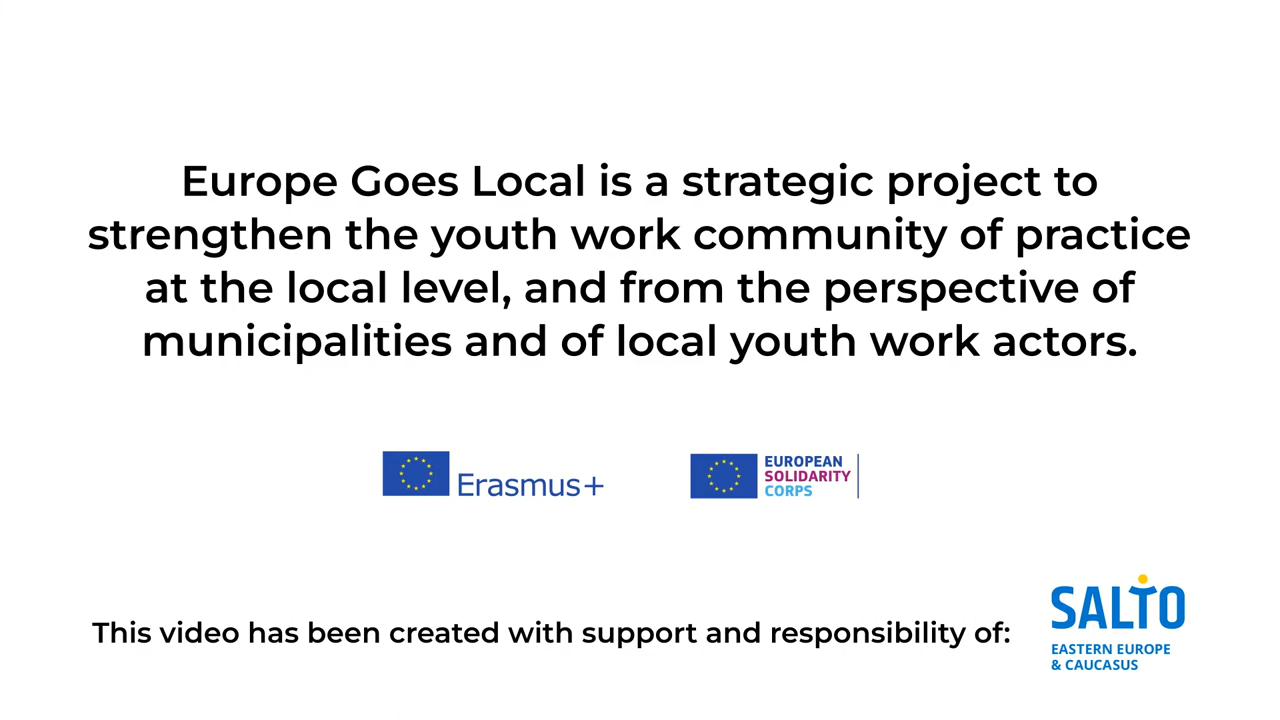 Europe Goes Local is a strategic project to
strengthen the youth work community of practice
at the local level, and from the perspective of
municipalities and of local youth work actors.
Erasmus+
EUROPEAN
SOLIDARITY
CORPS
This video has been created with support and responsibility of:
SALTO
EASTERN EUROPE
& CAUCASUS